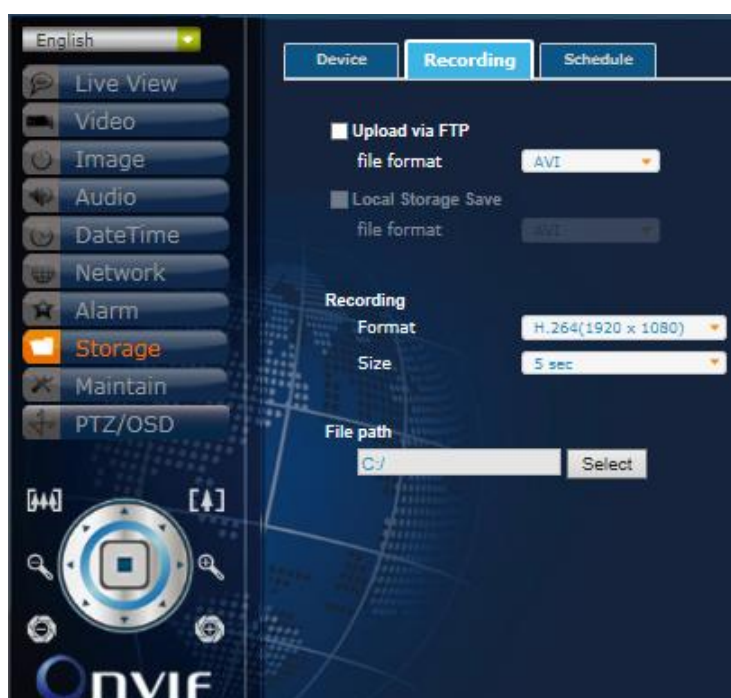 English
Live View
Video
Image
Audio
DateTime
Network
Alarm
Storage
Maintain
PTZ/OSD
ONVIF
Device Recording Schedule
Upload via FTP
file format AVI
Local Storage Save
file format AVI
Recording
Format H.264(1920 x 1080)
Size 5 sec
File path
C:/ Select